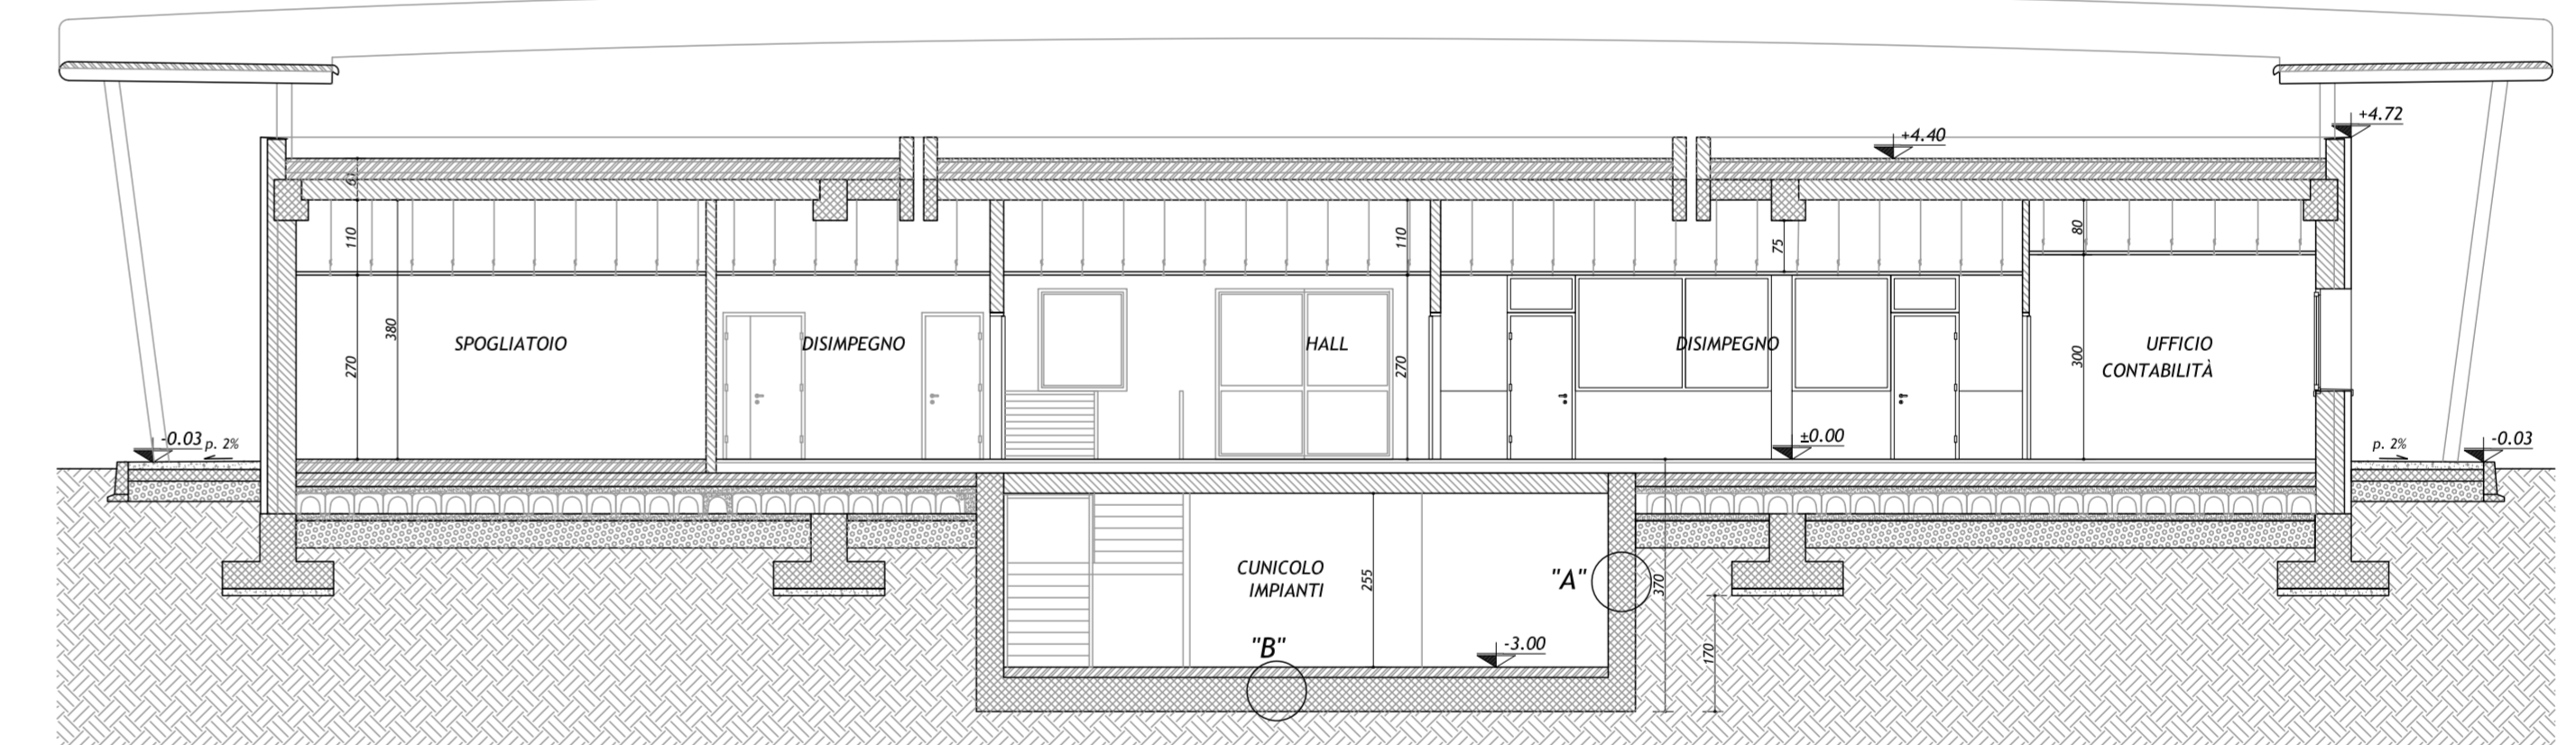 +4.72
+4.40
61
110
110
75
80
380
SPOGLIATOIO
DISIMPEGNO
HALL
DISIMPEGNO
UFFICIO
CONTABILITÀ
270
270
300
-0.03
p. 2%
±0.00
p. 2%
-0.03
CUNICOLO
IMPIANTI
255
"A"
370
"B"
-3.00
170